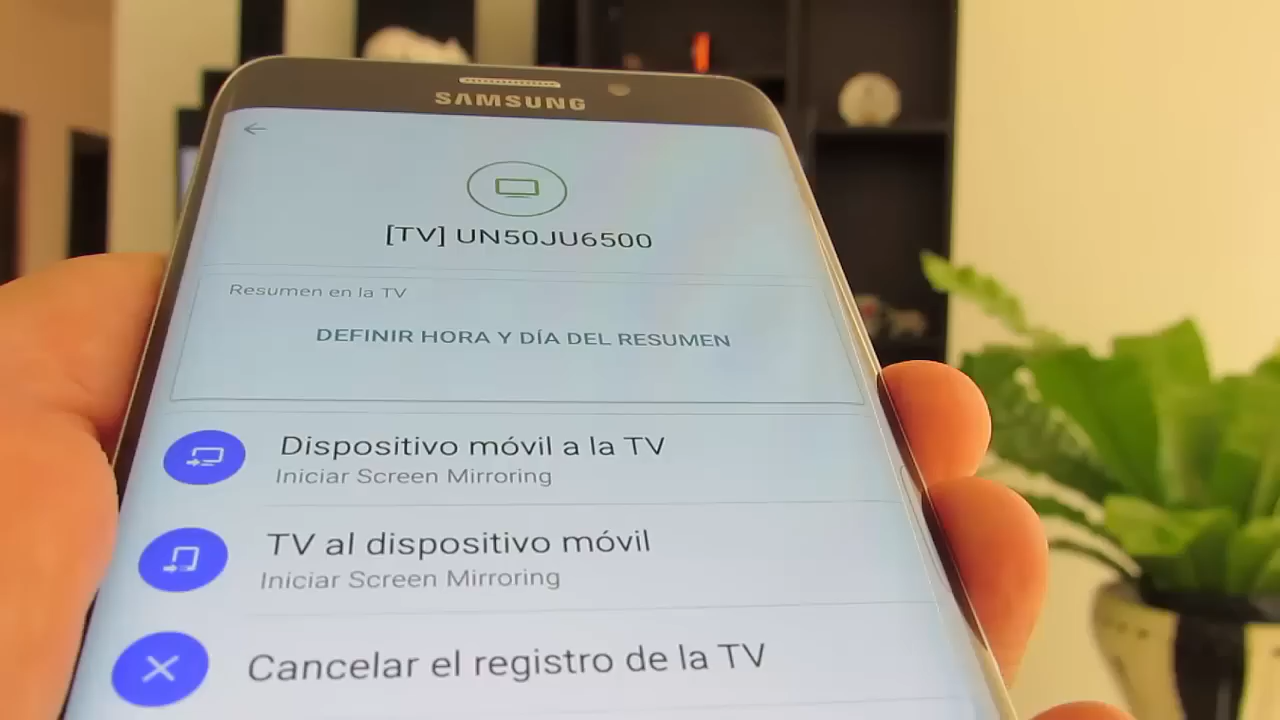 SAMSUNG
[TV] UN50JU6500
Resumen en la TV
DEFINIR HORA Y DÍA DEL RESUMEN
Dispositivo móvil a la TV
Iniciar Screen Mirroring
TV al dispositivo móvil
Iniciar Screen Mirroring
Cancelar el registro de la TV